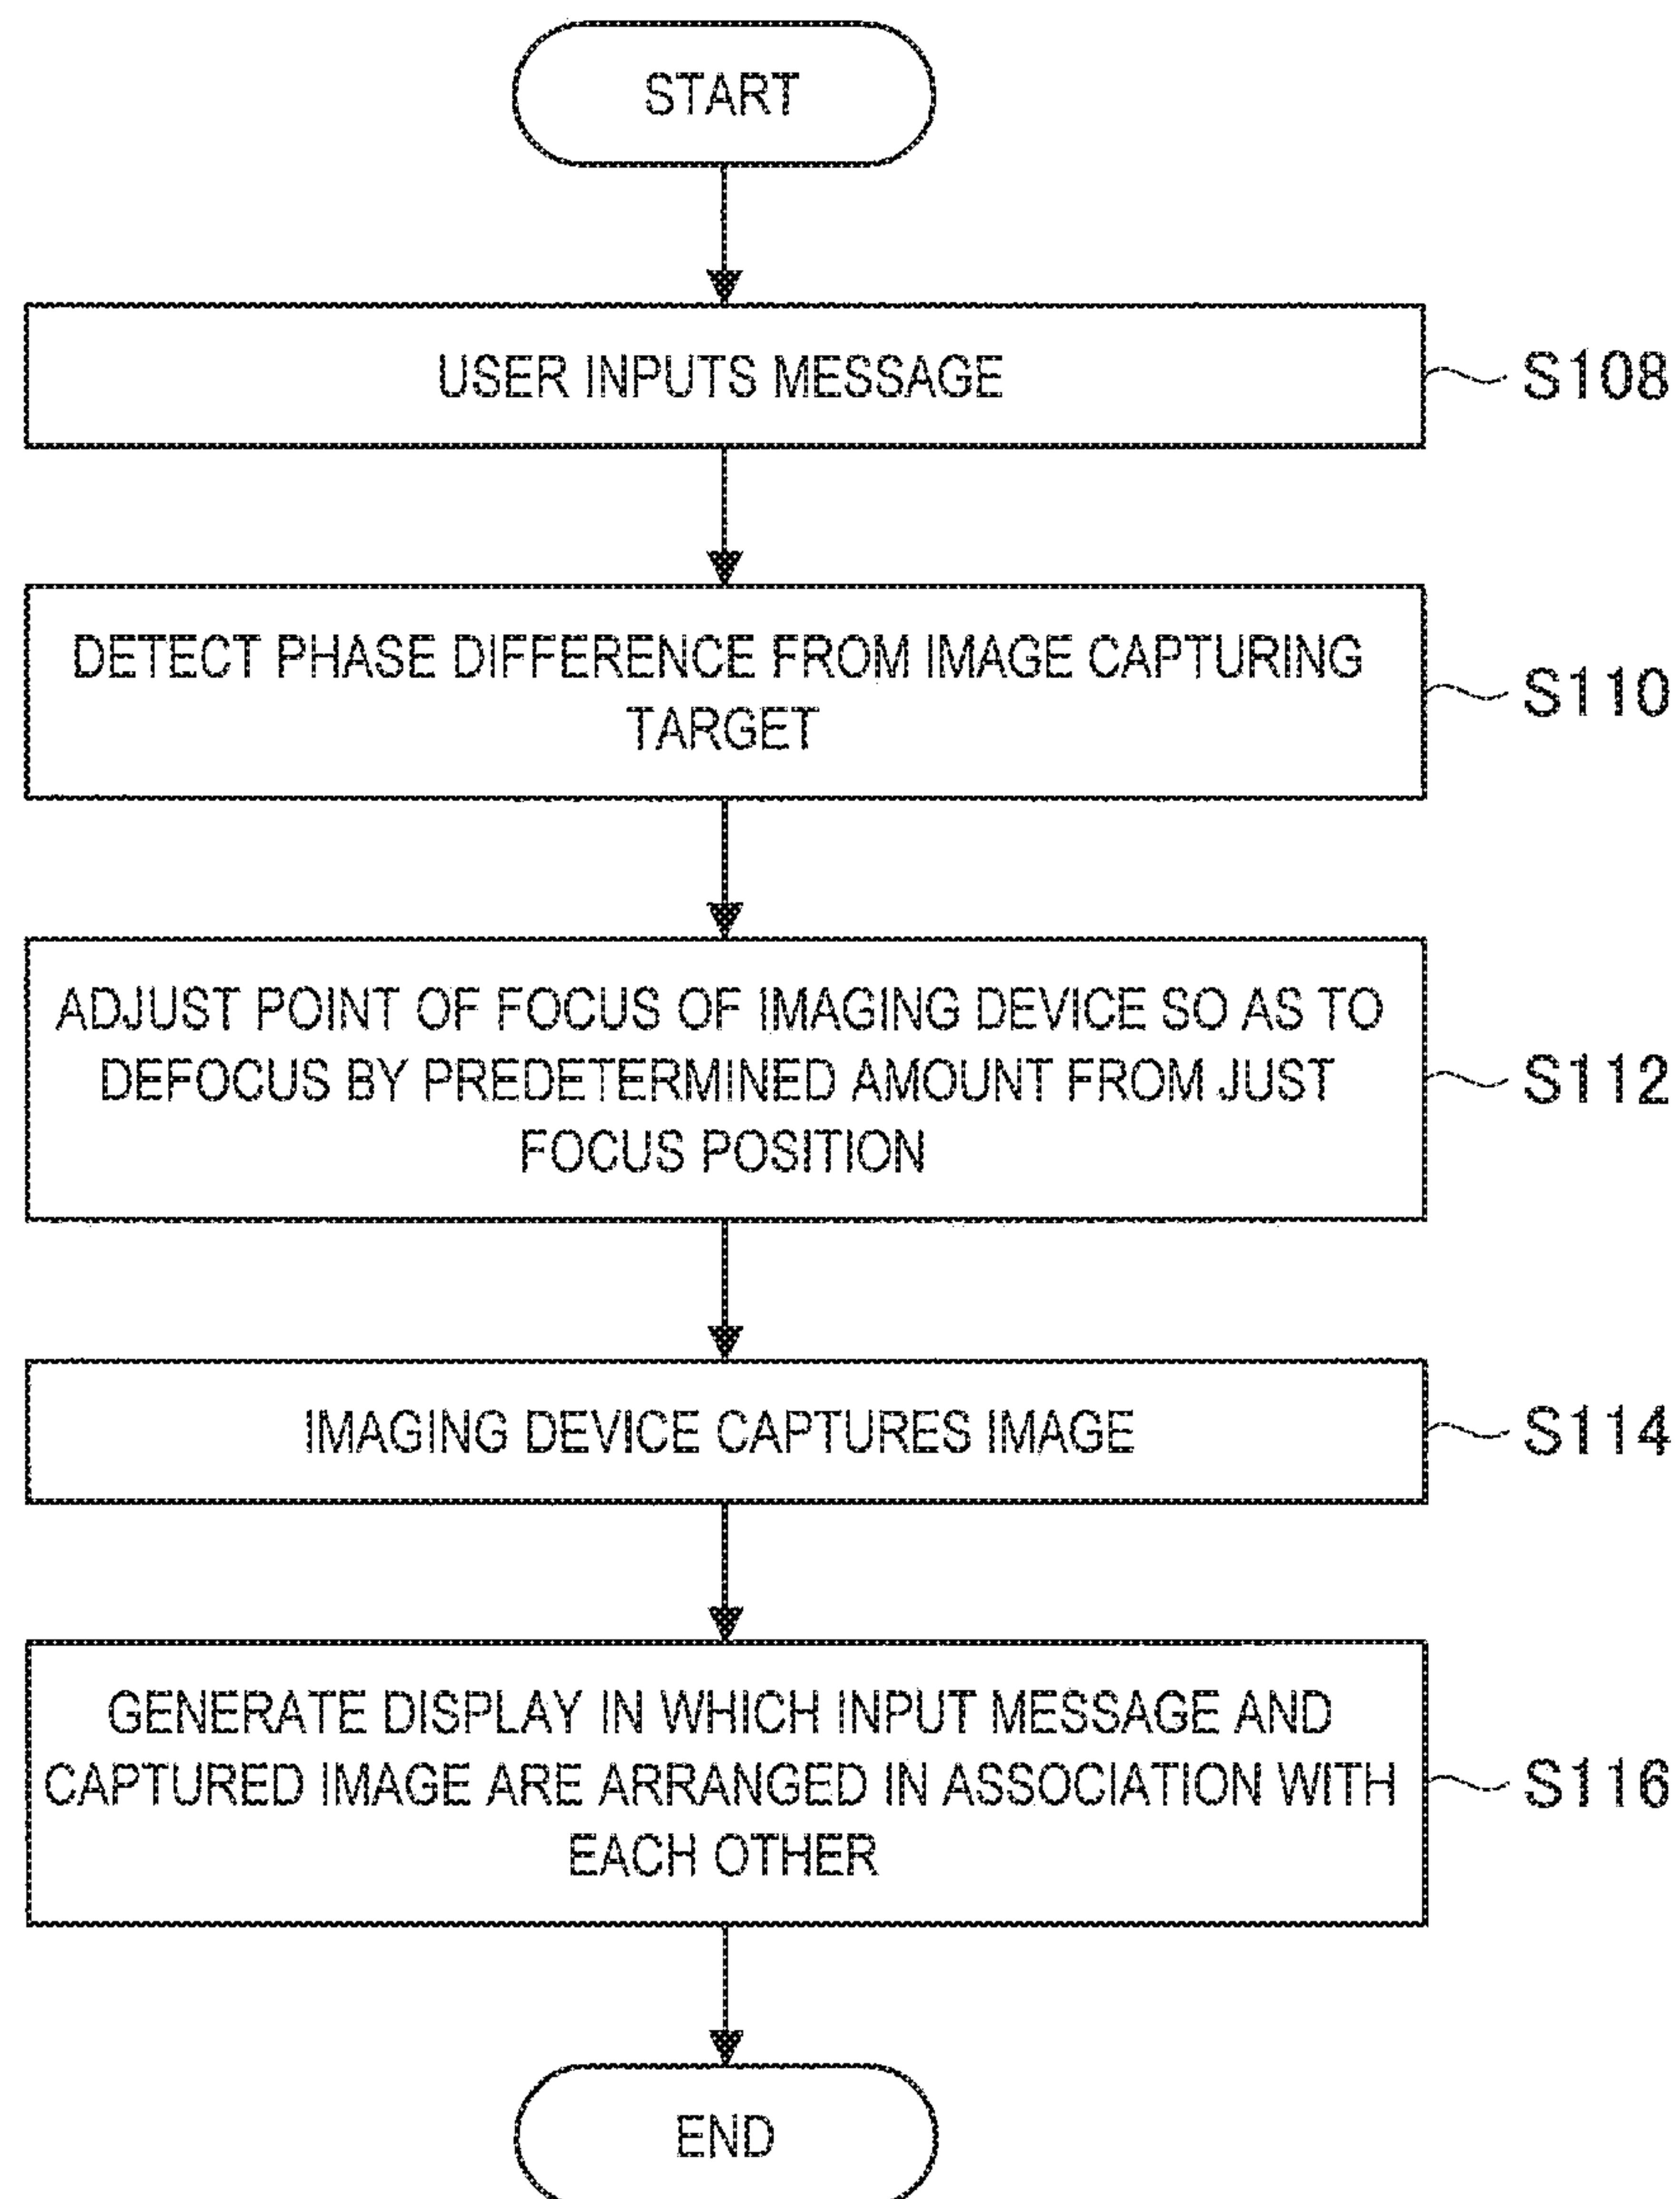 START
USER INPUTS MESSAGE
S108
DETECT PHASE DIFFERENCE FROM IMAGE CAPTURING
TARGET
S110
ADJUST POINT OF FOCUS OF IMAGING DEVICE SO AS TO
DEFOCUS BY PREDETERMINED AMOUNT FROM JUST
FOCUS POSITION
S112
IMAGING DEVICE CAPTURES IMAGE
S114
GENERATE DISPLAY IN WHICH INPUT MESSAGE AND
CAPTURED IMAGE ARE ARRANGED IN ASSOCIATION WITH
EACH OTHER
S116
END